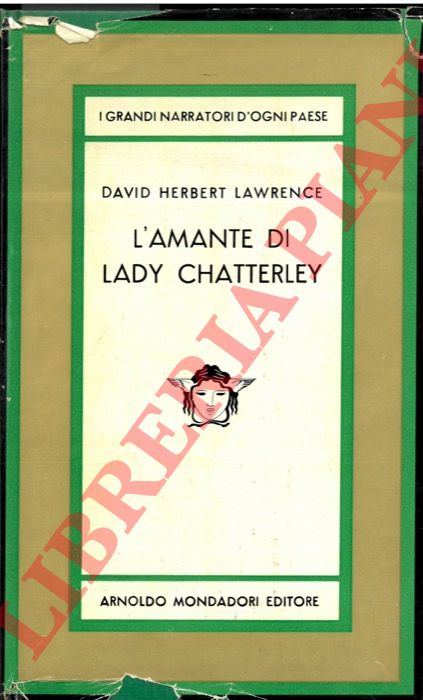 I GRANDI NARRATORI D'OGNI PAESE
DAVID HERBERT LAWRENCE
L'AMANTE DI
LADY CHATTERLEY
ARNOLDO MONDADORI EDITORE
LIBRERIA PIANI